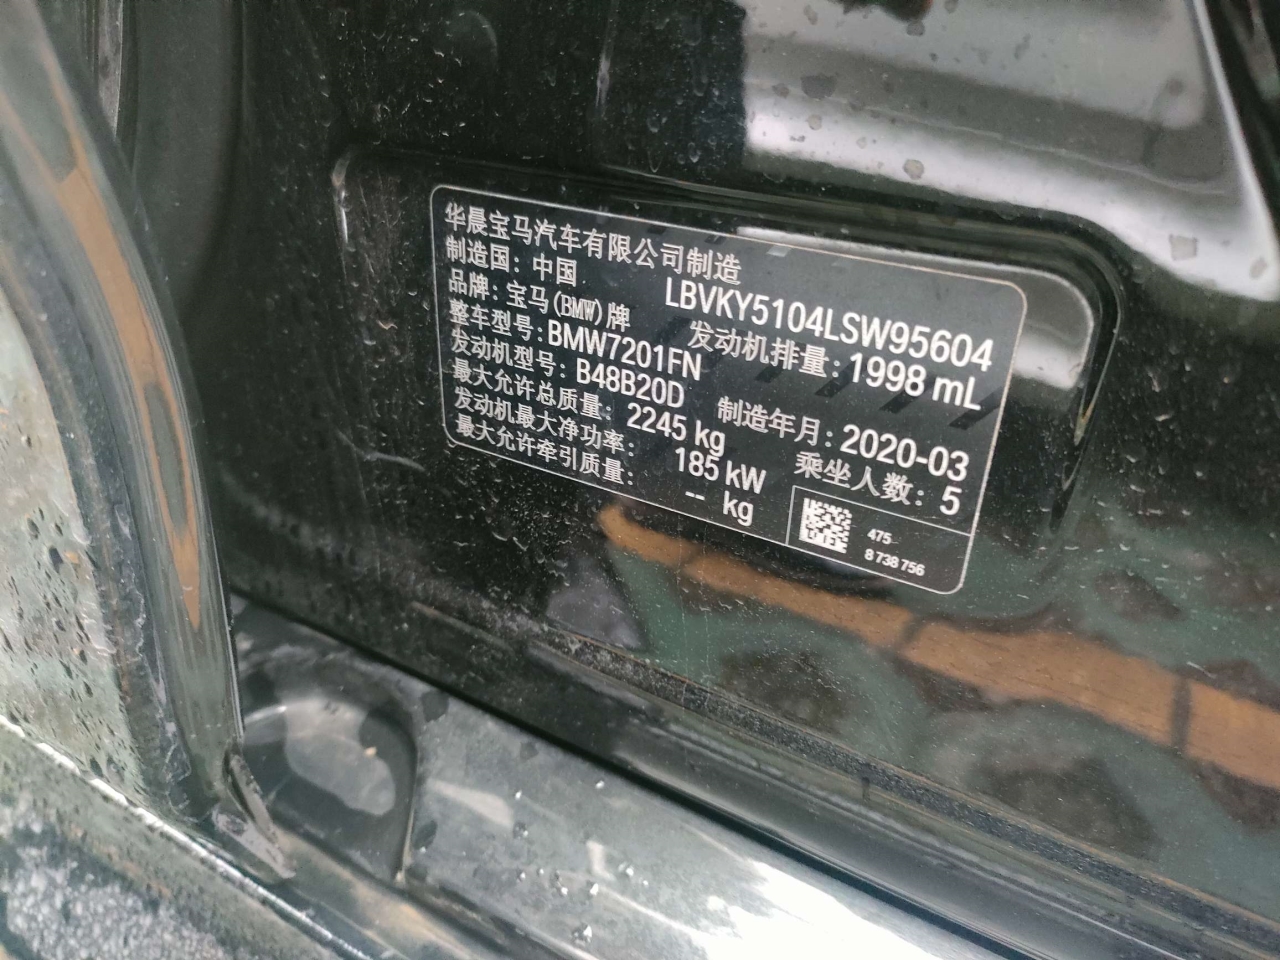 华晨宝马汽车有限公司制造
制造国：中国
LBVKY5104LSW95604
品牌：宝马(BMW)牌
发动机排量：1998 mL
整车型号：BMW7201FN
发动机型号：B48B20D
制造年月：2020-03
最大允许总质量：2245 kg
乘坐人数：5
发动机最大净功率：185 kW
最大允许牵引质量：-- kg
475
8 738 756